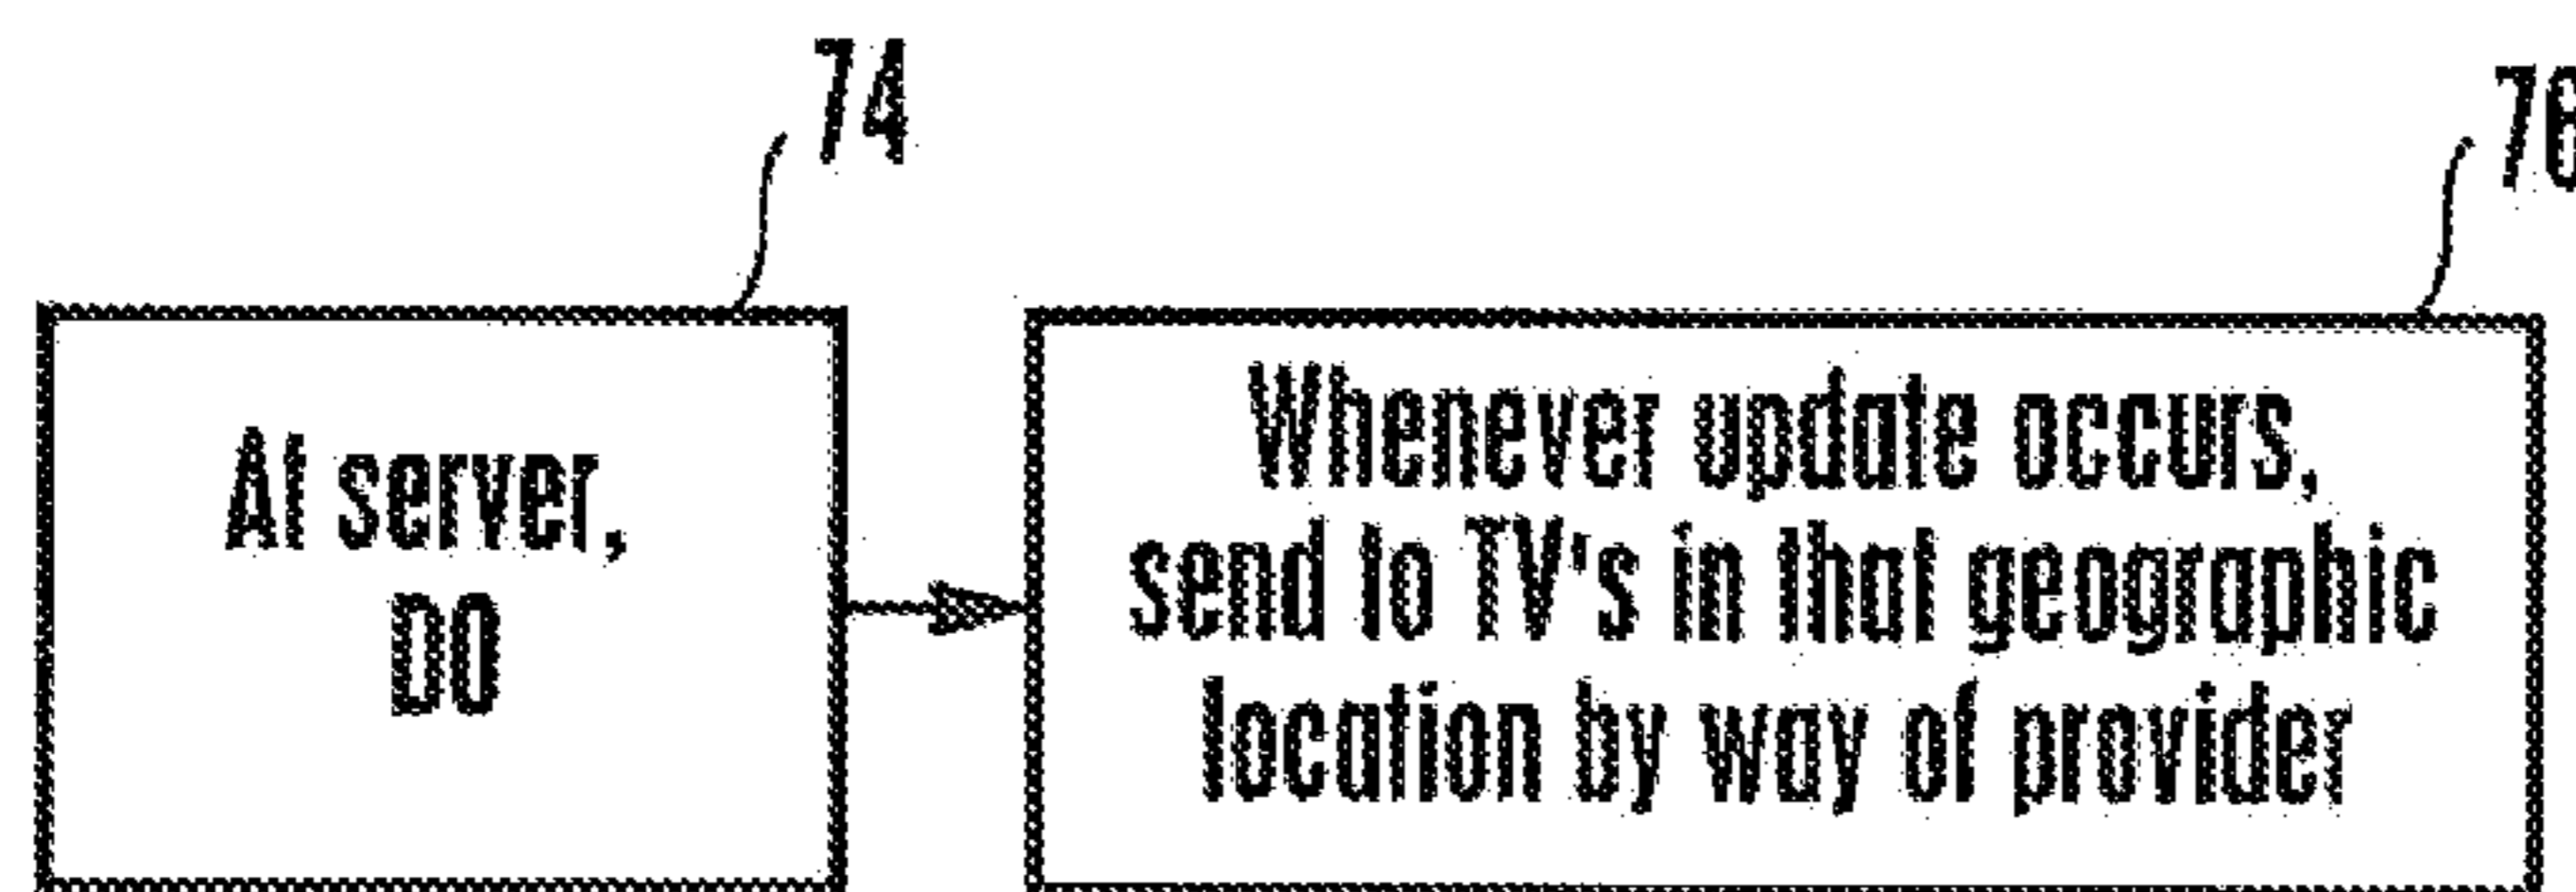 74
76
At server,
DO
Whenever update occurs,
send to TV's in that geographic
location by way of provider